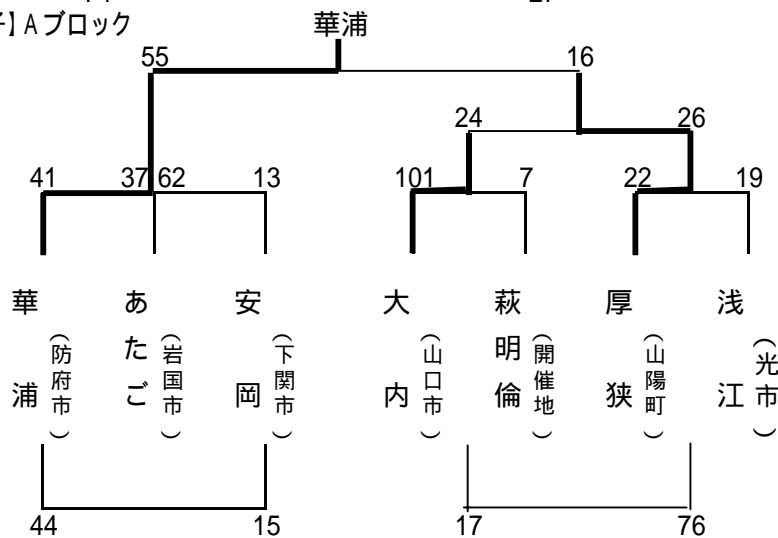 】Aブロック
華浦
55 16
24 26
41 37 62 13 101 7 22 19
華浦（防府市）
あたご（岩国市）
安岡（下関市）
大内（山口市）
萩明倫（開催地）
厚狭（山陽町）
浅江（光市）
44 15 17 76